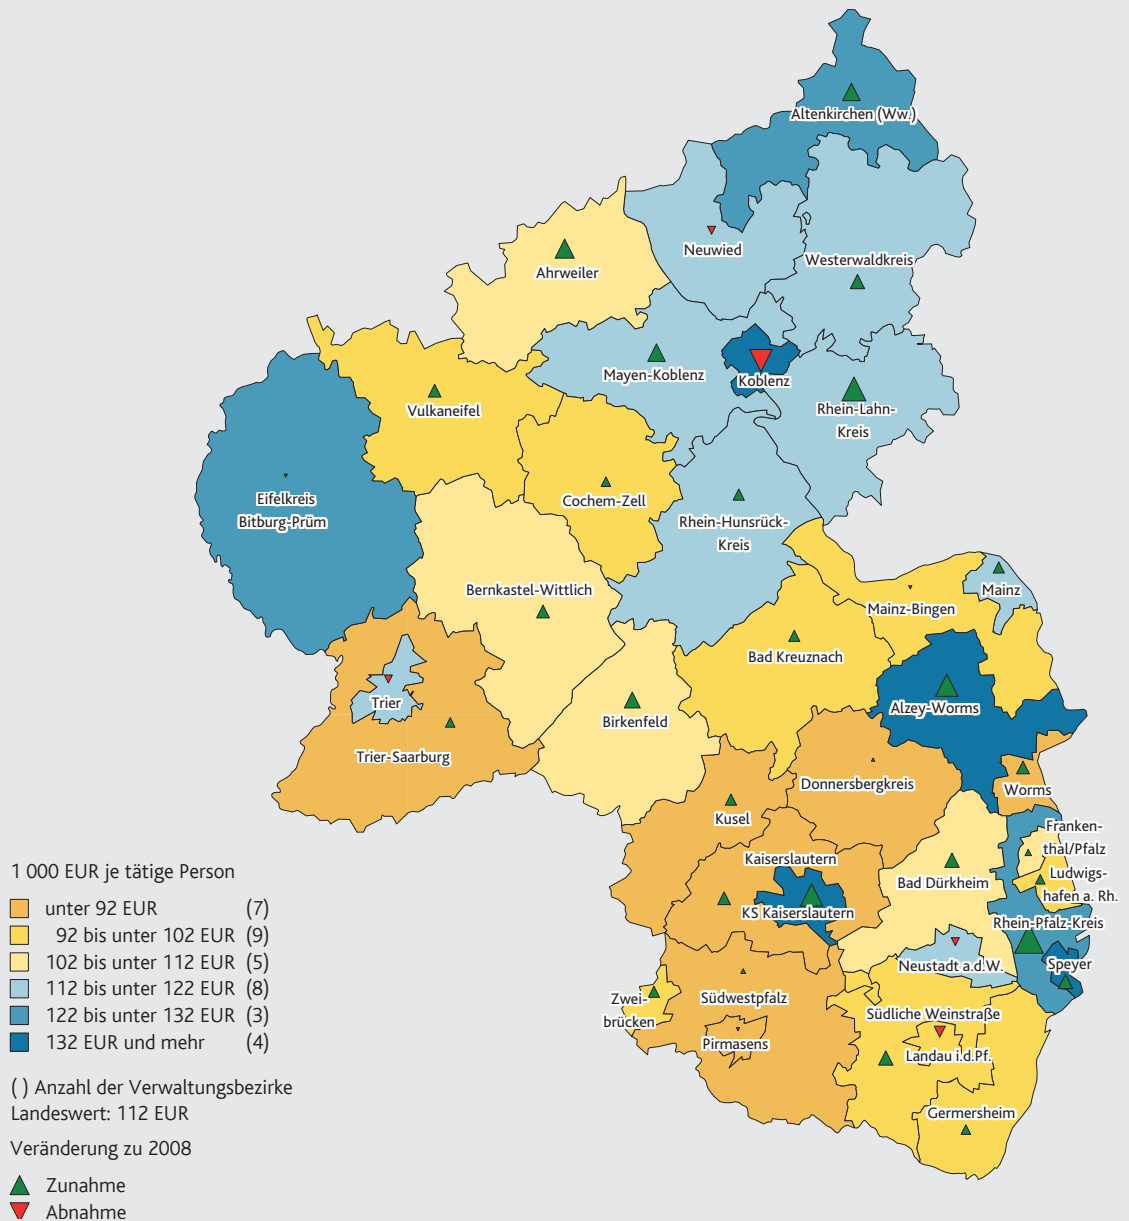 Altenkirchen (Ww.)
Neuwied
Westerwaldkreis
Ahrweiler
Mayen-Koblenz
Koblenz
Rhein-Lahn-
Kreis
Vulkaneifel
Cochem-Zell
Eifelkreis
Bitburg-Prüm
Rhein-Hunsrück-
Kreis
Bernkastel-Wittlich
Mainz
Mainz-Bingen
Bad Kreuznach
Trier
Birkenfeld
Alzey-Worms
Trier-Saarburg
Donnersbergkreis
Worms
Kusel
Franken-
thal/Pfalz
Kaiserslautern
Bad Dürkheim
Ludwigs-
hafen a. Rh.
KS Kaiserslautern
Rhein-Pfalz-Kreis
Neustadt a.d.W.
Speyer
Zwei-
brücken
Südwestpfalz
Südliche Weinstraße
Pirmasens
Landau i.d.Pf.
Germersheim
1 000 EUR je tätige Person
unter 92 EUR (7)
92 bis unter 102 EUR (9)
102 bis unter 112 EUR (5)
112 bis unter 122 EUR (8)
122 bis unter 132 EUR (3)
132 EUR und mehr (4)
( ) Anzahl der Verwaltungsbezirke
Landeswert: 112 EUR
Veränderung zu 2008
Zunahme
Abnahme